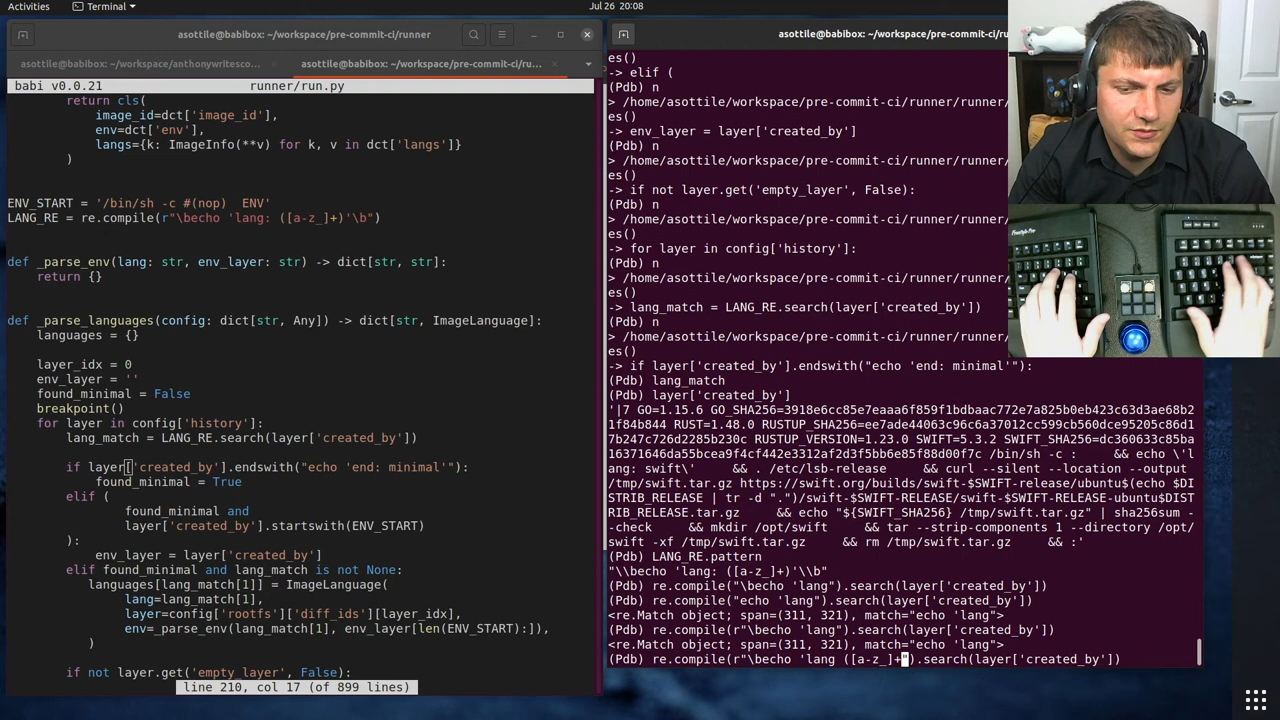 Activities
Terminal
Jul 26 20:08
asottile@babibox: ~/workspace/pre-commit-ci/runner
asottile@babibox: ~/workspace/anthonywritesco...
asottile@babibox: ~/workspace/pre-commit-ci/ru...
babi v0.0.21 runner/run.py
return cls(
image_id=dct['image_id'],
env=dct['env'],
langs={k: ImageInfo(**v) for k, v in dct['langs']}
)
ENV_START = '/bin/sh -c #(nop)  ENV'
LANG_RE = re.compile(r"\becho 'lang: ([a-z_]+)'\b")
def _parse_env(lang: str, env_layer: str) -> dict[str, str]:
return {}
def _parse_languages(config: dict[str, Any]) -> dict[str, ImageLanguage]:
languages = {}
layer_idx = 0
env_layer = ''
found_minimal = False
breakpoint()
for layer in config['history']:
lang_match = LANG_RE.search(layer['created_by'])
if layer['created_by'].endswith("echo 'end: minimal'"):
found_minimal = True
elif (
found_minimal and
layer['created_by'].startswith(ENV_START)
):
env_layer = layer['created_by']
elif found_minimal and lang_match is not None:
languages[lang_match[1]] = ImageLanguage(
lang=lang_match[1],
layer=config['rootfs']['diff_ids'][layer_idx],
env=_parse_env(lang_match[1], env_layer[len(ENV_START):]),
)
if not layer.get('empty_layer', False):
line 210, col 17 (of 899 lines)
asottile@babibox: ~/workspace/pre-commit-ci/ru
es()
-> elif (
(Pdb) n
> /home/asottile/workspace/pre-commit-ci/runner/runner/
es()
-> env_layer = layer['created_by']
(Pdb) n
> /home/asottile/workspace/pre-commit-ci/runner/runner/
es()
-> if not layer.get('empty_layer', False):
(Pdb) n
> /home/asottile/workspace/pre-commit-ci/runner/runner/
es()
-> for layer in config['history']:
(Pdb) n
> /home/asottile/workspace/pre-commit-ci/runner/runner/
es()
-> lang_match = LANG_RE.search(layer['created_by'])
(Pdb) n
> /home/asottile/workspace/pre-commit-ci/runner/runner/
es()
-> if layer['created_by'].endswith("echo 'end: minimal'"):
(Pdb) lang_match
(Pdb) layer['created_by']
'|7 GO=1.15.6 GO_SHA256=3918e6cc85e7eaaa6f859f1bdbaac772e7a825b0eb423c63d3ae68b2
1f84b844 RUST=1.48.0 RUSTUP_SHA256=ee7ade44063c96c37a37012cc599cb560dce95205c86d1
7b247c726d2285b230c RUSTUP_VERSION=1.23.0 SWIFT=5.3.2 SWIFT_SHA256=dc360633c85ba
16371646fda55bcea9f4cf442e3312af2df3f5bb6e85f88d00f7c /bin/sh -c :     && echo \'l
ang: swift\'     && . /etc/lsb-release     && curl --silent --location --output
/tmp/swift.tar.gz https://swift.org/builds/swift-$SWIFT-release/ubuntu$(echo $DI
STRIB_RELEASE | tr -d ".")/swift-$SWIFT-RELEASE/swift-$SWIFT-RELEASE-ubuntu$DIST
RIB_RELEASE.tar.gz     && echo "${SWIFT_SHA256} /tmp/swift.tar.gz" | sha256sum -
-check     && mkdir /opt/swift     && tar --strip-components 1 --directory /opt/
swift -xf /tmp/swift.tar.gz     && rm /tmp/swift.tar.gz     && :'
(Pdb) LANG_RE.pattern
"\\becho 'lang: ([a-z_]+)'\\b"
(Pdb) re.compile("\becho 'lang").search(layer['created_by'])
(Pdb) re.compile("echo 'lang").search(layer['created_by'])
<re.Match object; span=(311, 321), match="echo 'lang">
(Pdb) re.compile(r"\becho 'lang").search(layer['created_by'])
<re.Match object; span=(311, 321), match="echo 'lang">
(Pdb) re.compile(r"\becho 'lang ([a-z_]+").search(layer['created_by'])